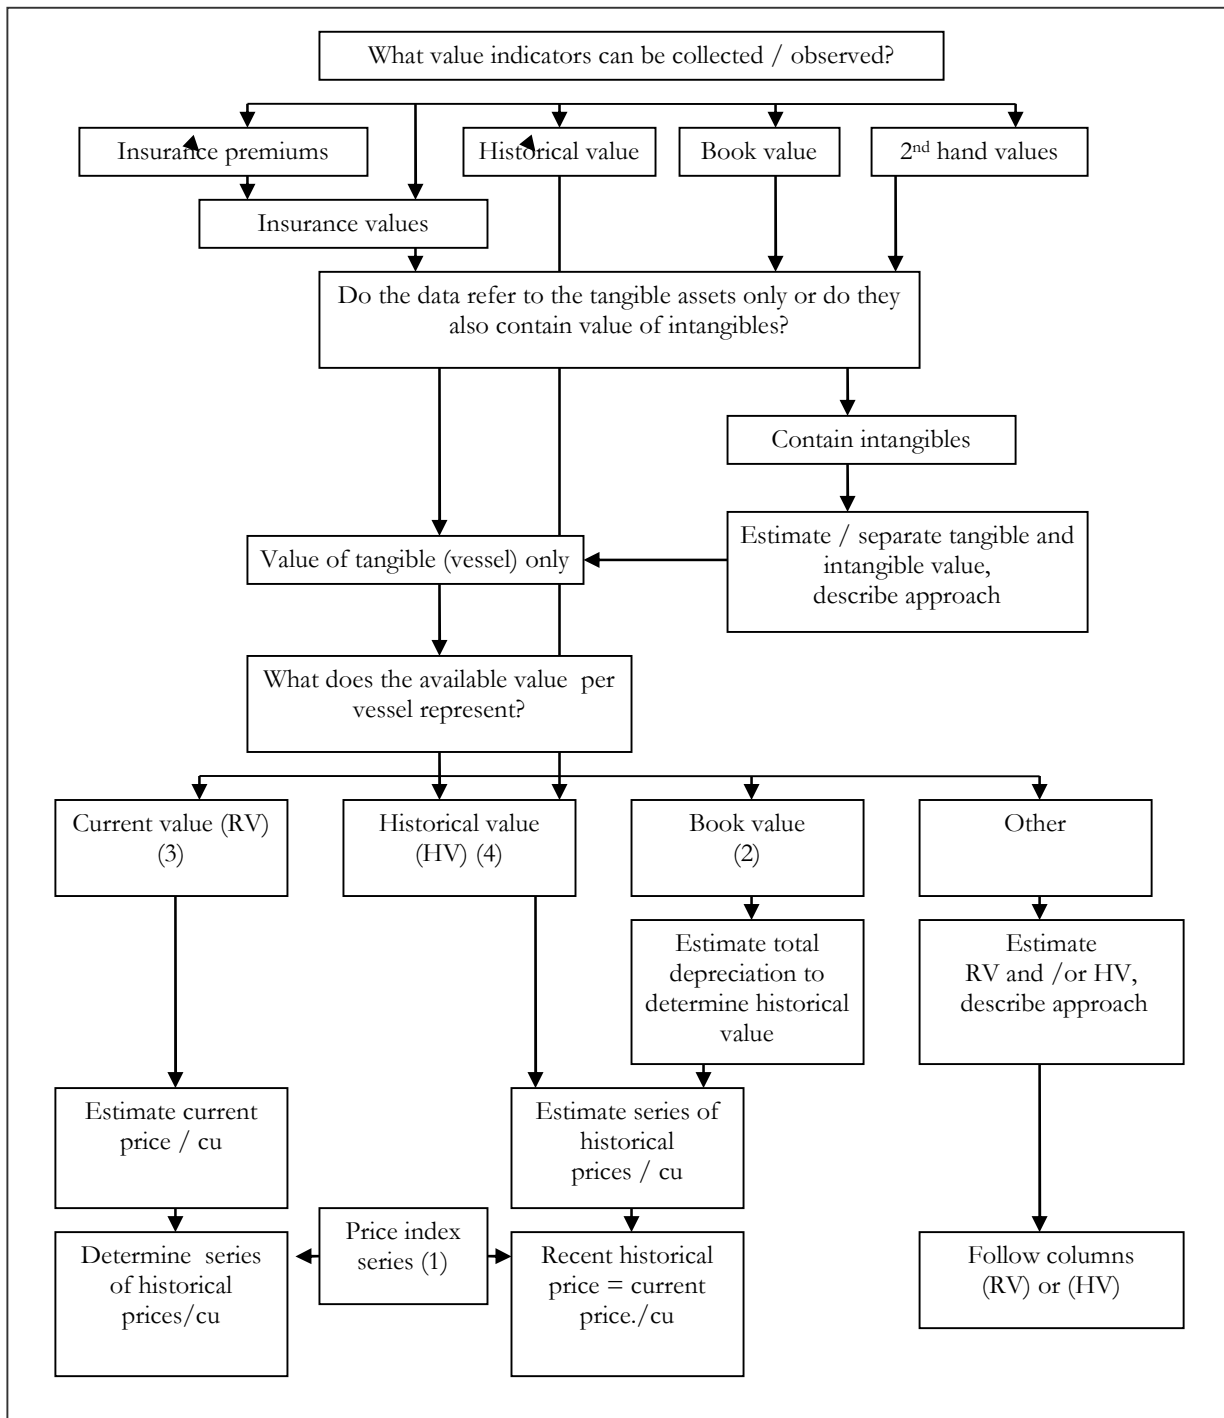 What value indicators can be collected / observed?
Insurance premiums
Historical value
Book value
2nd hand values
Insurance values
Do the data refer to the tangible assets only or do they
also contain value of intangibles?
Contain intangibles
Estimate / separate tangible and
intangible value,
describe approach
Value of tangible (vessel) only
What does the available value per
vessel represent?
Current value (RV)
(3)
Historical value
(HV) (4)
Book value
(2)
Other
Estimate total
depreciation to
determine historical
value
Estimate
RV and /or HV,
describe approach
Estimate current
price / cu
Estimate series of
historical
prices / cu
Determine series
of historical
prices/cu
Price index
series (1)
Recent historical
price = current
price./cu
Follow columns
(RV) or (HV)